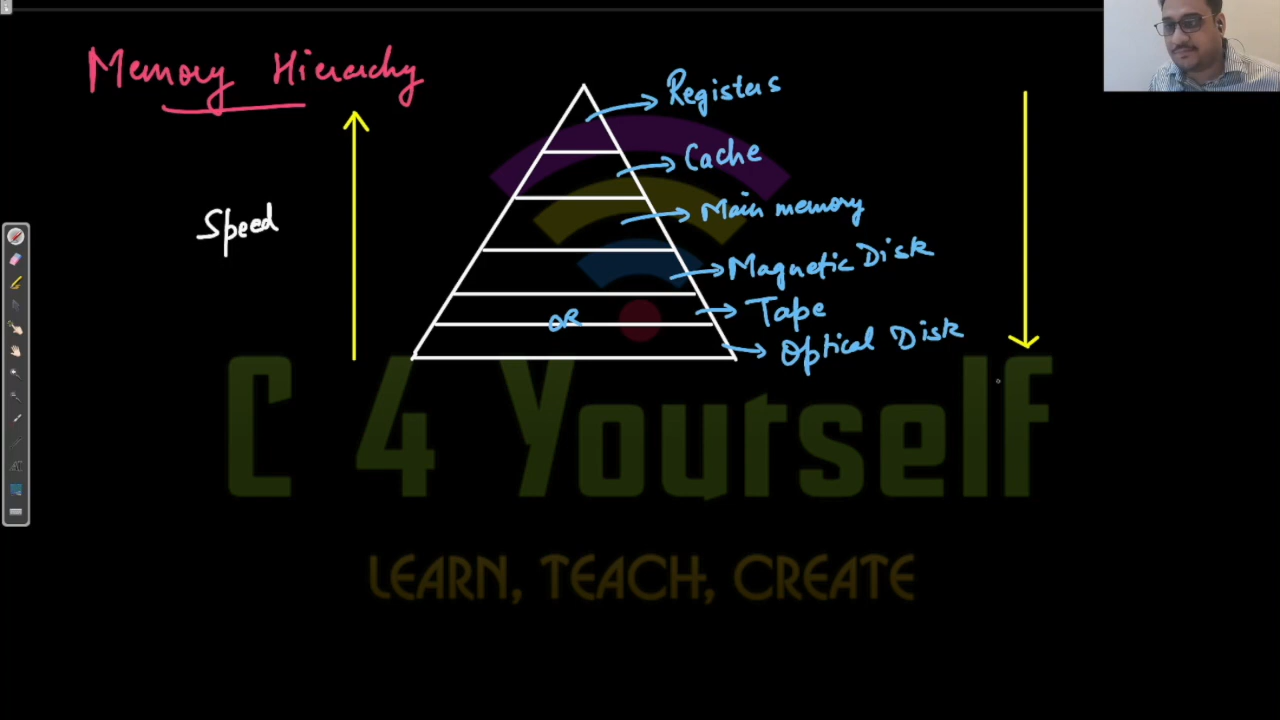 Memory Hierarchy
Registers
Cache
Main memory
Speed
Magnetic Disk
Tape
OR
Optical Disk
C 4 Yourself
LEARN, TEACH, CREATE